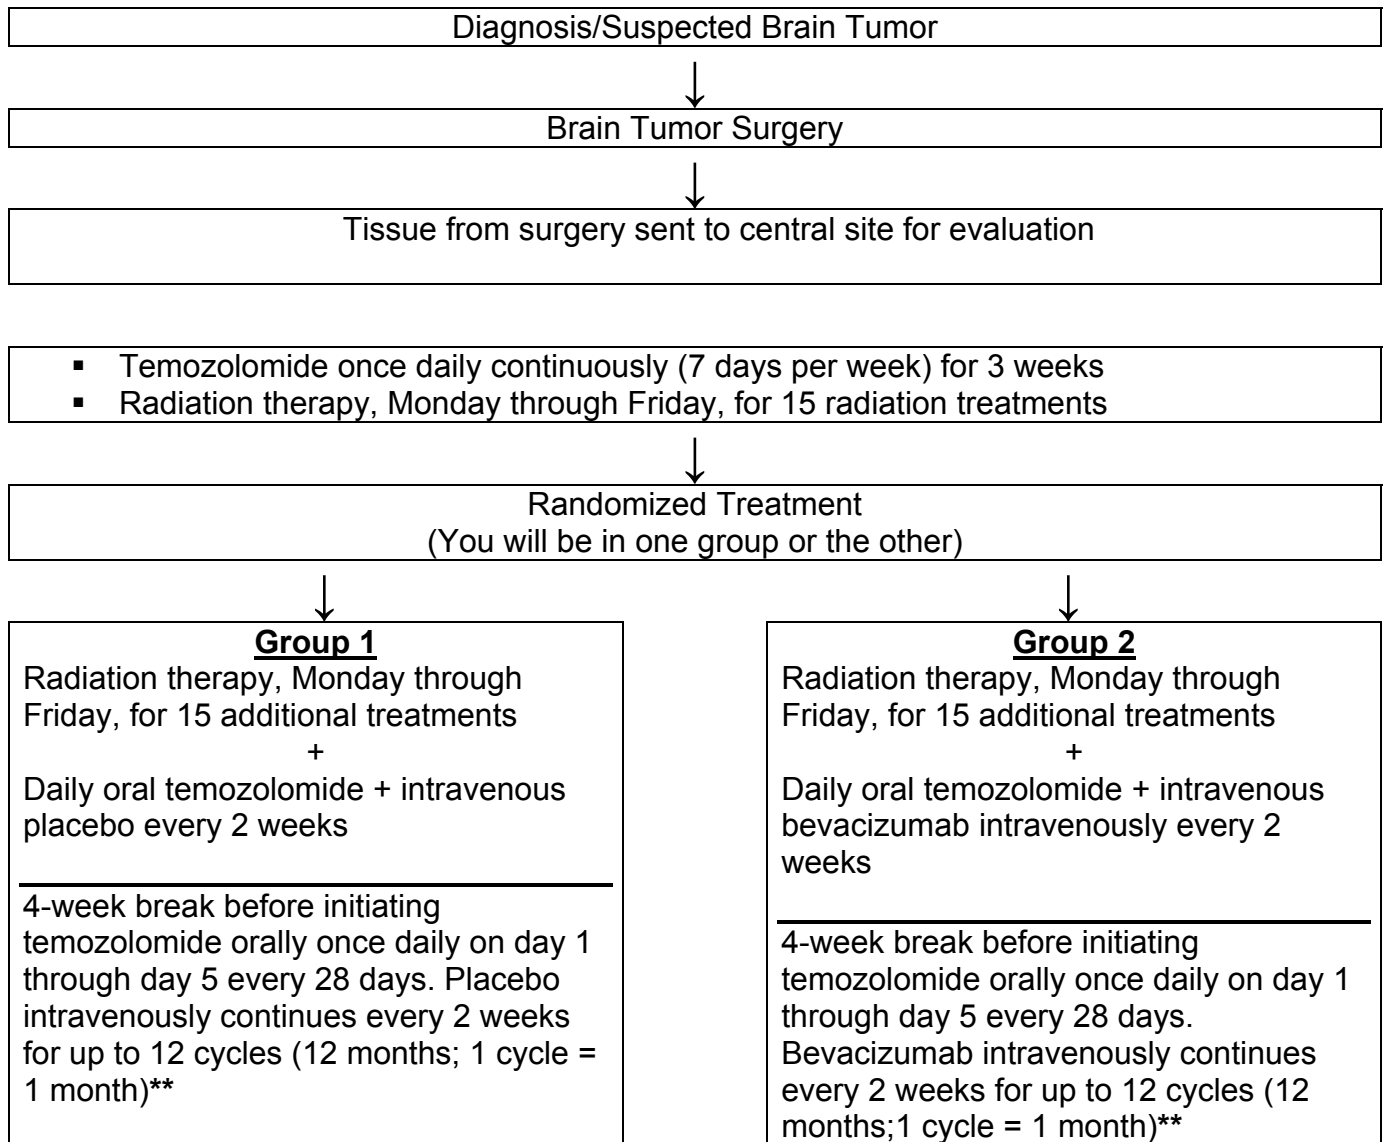 Diagnosis/Suspected Brain Tumor
↓
Brain Tumor Surgery
↓
Tissue from surgery sent to central site for evaluation
▪ Temozolomide once daily continuously (7 days per week) for 3 weeks
▪ Radiation therapy, Monday through Friday, for 15 radiation treatments
↓
Randomized Treatment
(You will be in one group or the other)
↓
↓
Group 1
Radiation therapy, Monday through
Friday, for 15 additional treatments
+
Daily oral temozolomide + intravenous
placebo every 2 weeks
4-week break before initiating
temozolomide orally once daily on day 1
through day 5 every 28 days. Placebo
intravenously continues every 2 weeks
for up to 12 cycles (12 months; 1 cycle =
1 month)**
Group 2
Radiation therapy, Monday through
Friday, for 15 additional treatments
+
Daily oral temozolomide + intravenous
bevacizumab intravenously every 2
weeks
4-week break before initiating
temozolomide orally once daily on day 1
through day 5 every 28 days.
Bevacizumab intravenously continues
every 2 weeks for up to 12 cycles (12
months;1 cycle = 1 month)**